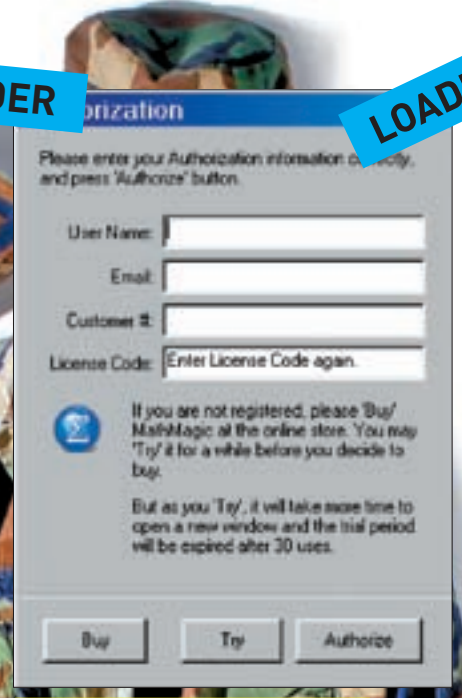 DER
LOAD
orization
Please enter your Authorization information correctly,
and press 'Authorize' button.
User Name:
Email:
Customer #:
License Code: Enter License Code again.
If you are not registered, please 'Buy'
MathMagic at the online store. You may
'Try' it for a while before you decide to
buy.
But as you 'Try', it will take more time to
open a new window and the trial period
will be expired after 30 uses.
Buy Try Authorize